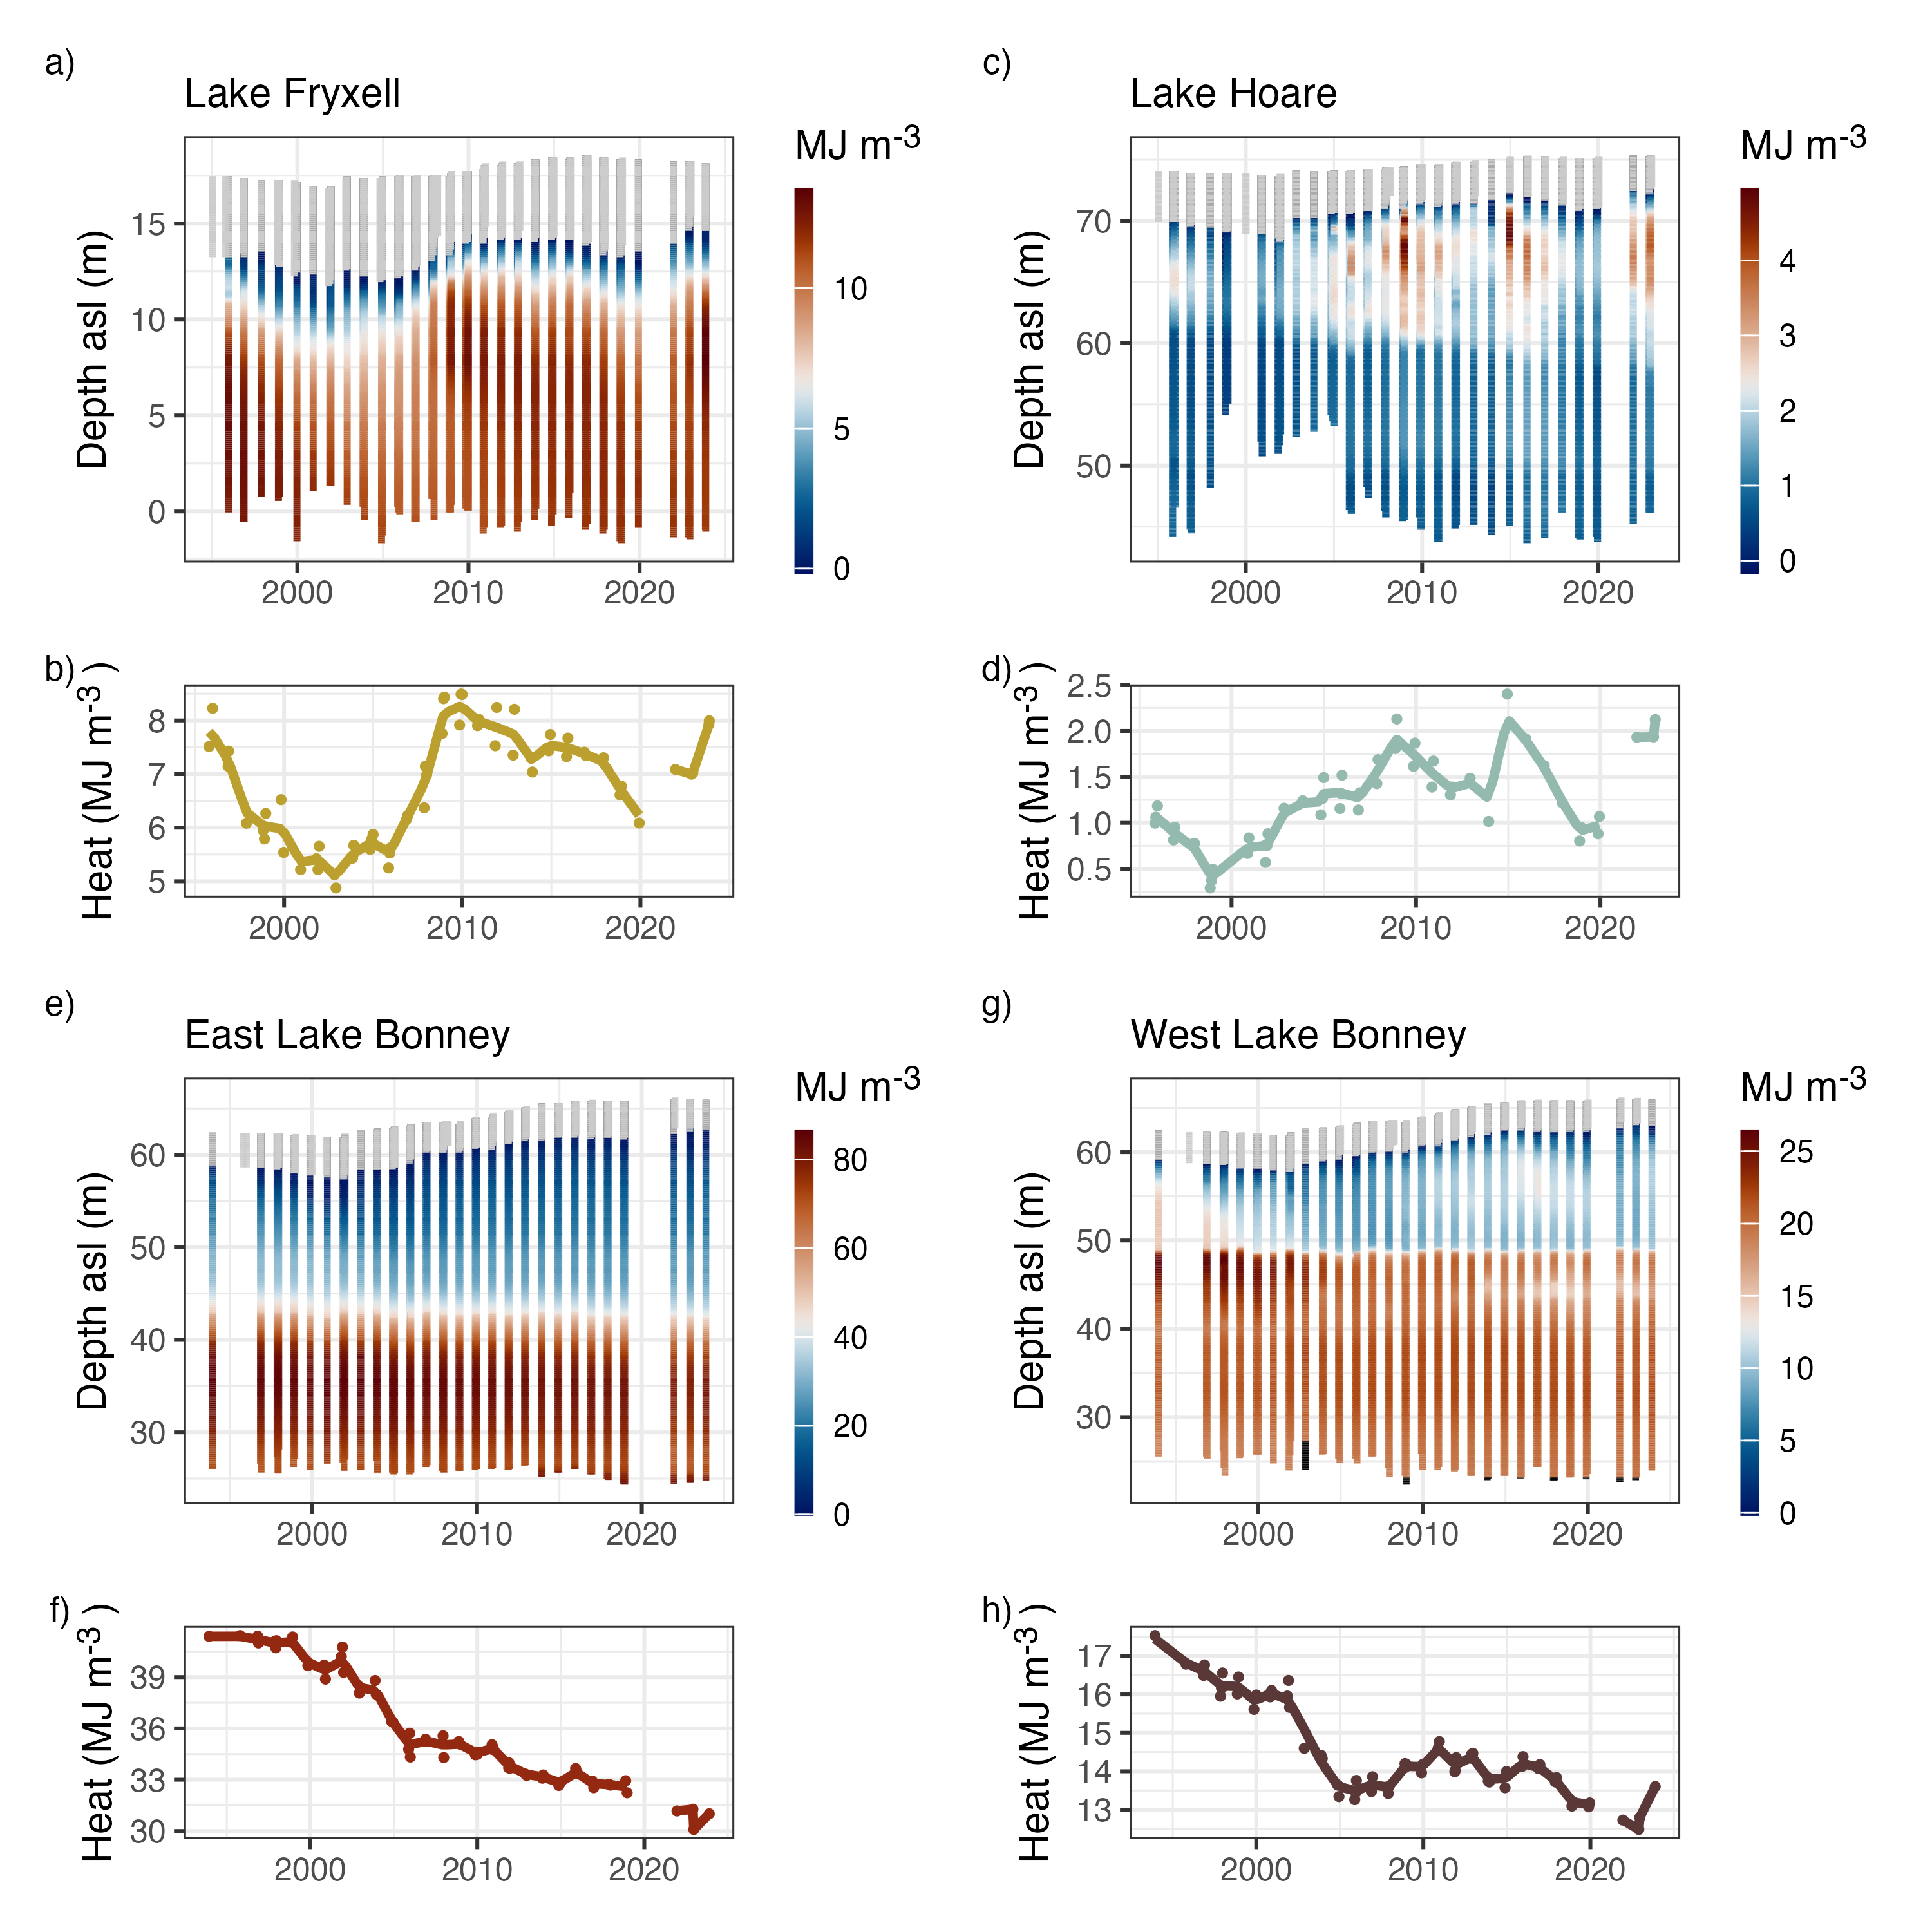 a)
Lake Fryxell
MJ m-3
Depth asl (m)
15
10
5
0
2000 2010 2020
10
5
0
c)
Lake Hoare
MJ m-3
Depth asl (m)
70
60
50
2000 2010 2020
4
3
2
1
0
b)
Heat (MJ m-3)
8
7
6
5
2000 2010 2020
d)
Heat (MJ m-3)
2.5
2.0
1.5
1.0
0.5
2000 2010 2020
e)
East Lake Bonney
MJ m-3
Depth asl (m)
60
50
40
30
2000 2010 2020
80
60
40
20
0
g)
West Lake Bonney
MJ m-3
Depth asl (m)
60
50
40
30
2000 2010 2020
25
20
15
10
5
0
f)
Heat (MJ m-3)
39
36
33
30
2000 2010 2020
h)
Heat (MJ m-3)
17
16
15
14
13
2000 2010 2020